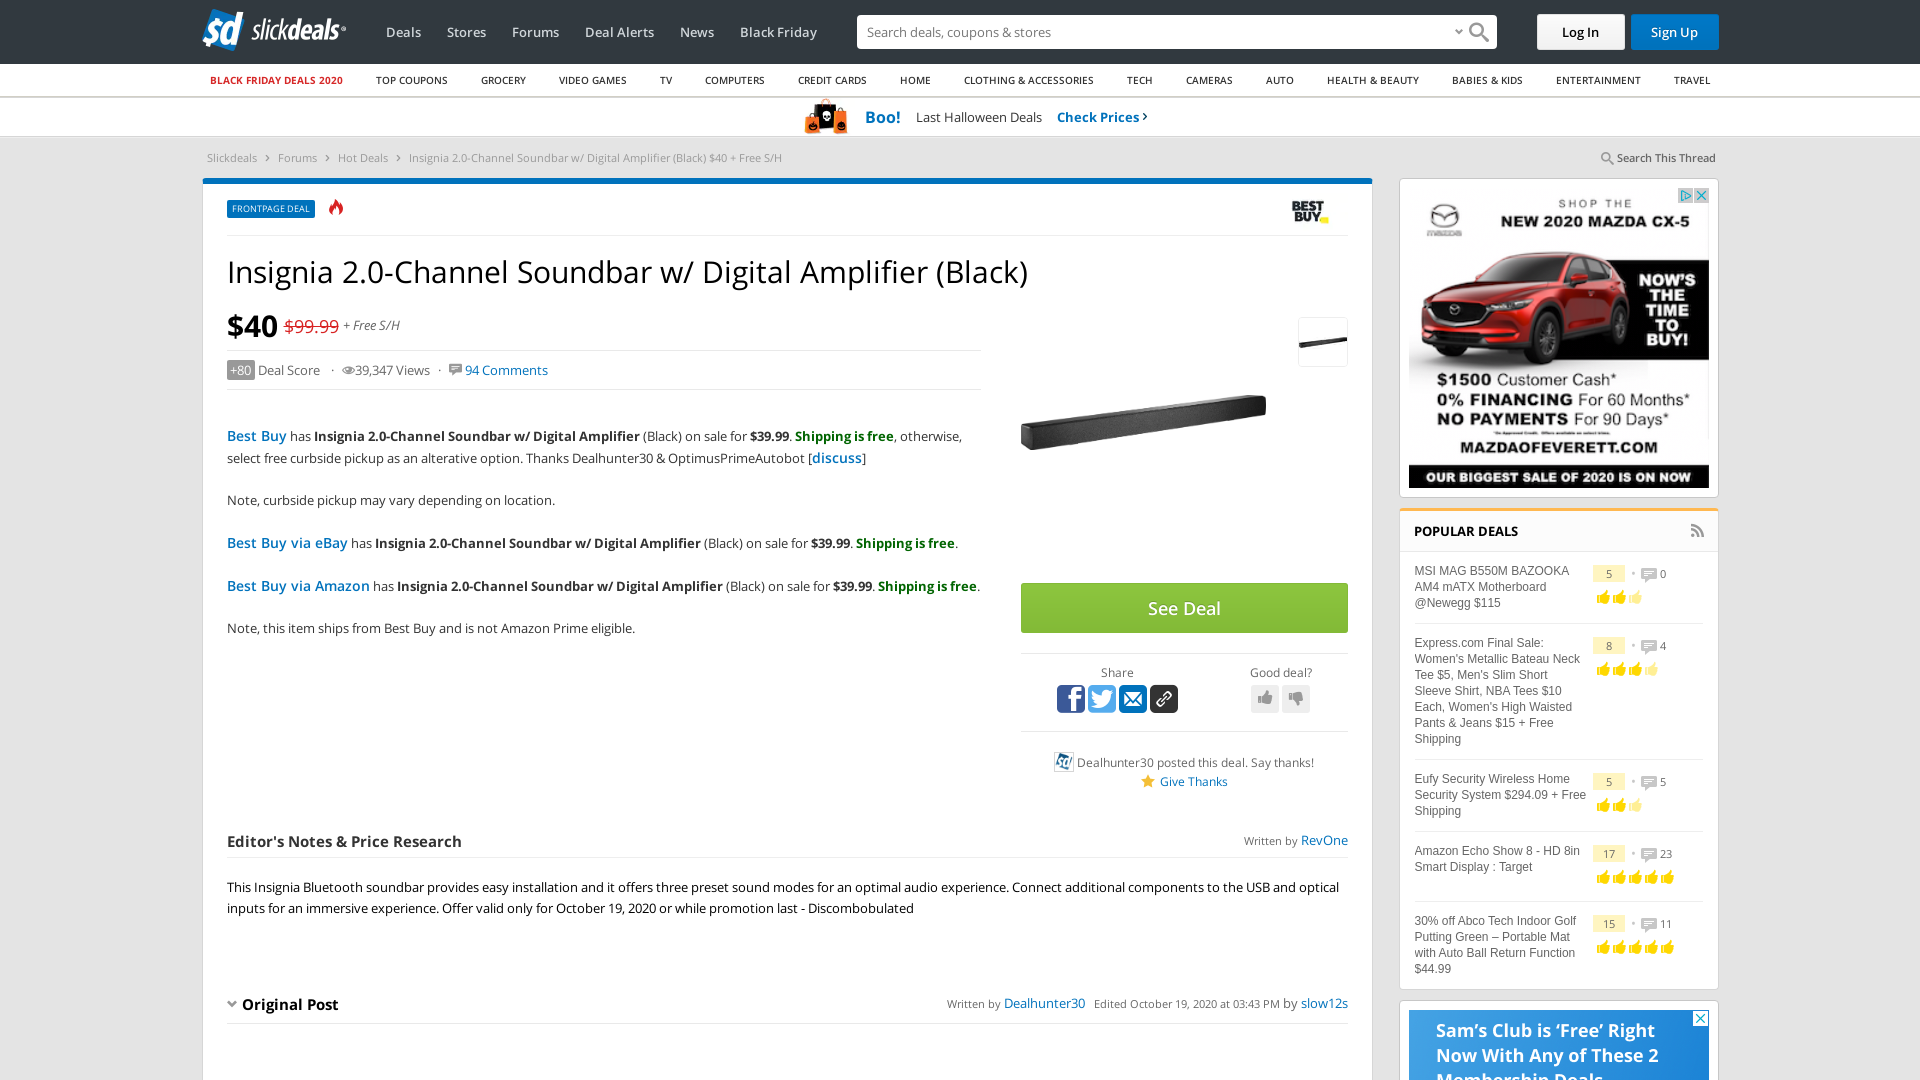 sd slickdeals
Deals Stores Forums Deal Alerts News Black Friday
Search deals, coupons & stores
Log In
Sign Up
BLACK FRIDAY DEALS 2020 TOP COUPONS GROCERY VIDEO GAMES TV COMPUTERS CREDIT CARDS HOME CLOTHING & ACCESSORIES TECH CAMERAS AUTO HEALTH & BEAUTY BABIES & KIDS ENTERTAINMENT TRAVEL
Boo! Last Halloween Deals Check Prices ›
Slickdeals › Forums › Hot Deals › Insignia 2.0-Channel Soundbar w/ Digital Amplifier (Black) $40 + Free S/H
Search This Thread
FRONTPAGE DEAL
BEST
BUY
Insignia 2.0-Channel Soundbar w/ Digital Amplifier (Black)
$40 $99.99 + Free S/H
+80 Deal Score · 39,347 Views · 94 Comments
Best Buy has Insignia 2.0-Channel Soundbar w/ Digital Amplifier (Black) on sale for $39.99. Shipping is free, otherwise,
select free curbside pickup as an alterative option. Thanks Dealhunter30 & OptimusPrimeAutobot [discuss]
Note, curbside pickup may vary depending on location.
Best Buy via eBay has Insignia 2.0-Channel Soundbar w/ Digital Amplifier (Black) on sale for $39.99. Shipping is free.
Best Buy via Amazon has Insignia 2.0-Channel Soundbar w/ Digital Amplifier (Black) on sale for $39.99. Shipping is free.
Note, this item ships from Best Buy and is not Amazon Prime eligible.
See Deal
Share
Good deal?
Dealhunter30 posted this deal. Say thanks!
Give Thanks
Editor's Notes & Price Research
Written by RevOne
This Insignia Bluetooth soundbar provides easy installation and it offers three preset sound modes for an optimal audio experience. Connect additional components to the USB and optical
inputs for an immersive experience. Offer valid only for October 19, 2020 or while promotion last - Discombobulated
Original Post
Written by Dealhunter30 Edited October 19, 2020 at 03:43 PM by slow12s
SHOP THE
NEW 2020 MAZDA CX-5
mazda
NOW'S
THE
TIME
TO
BUY!
$1500 Customer Cash*
0% FINANCING For 60 Months*
NO PAYMENTS For 90 Days*
MAZDAOFEVERETT.COM
OUR BIGGEST SALE OF 2020 IS ON NOW
POPULAR DEALS
MSI MAG B550M BAZOOKA
AM4 mATX Motherboard
@Newegg $115
5 • 0
Express.com Final Sale:
Women's Metallic Bateau Neck
Tee $5, Men's Slim Short
Sleeve Shirt, NBA Tees $10
Each, Women's High Waisted
Pants & Jeans $15 + Free
Shipping
8 • 4
Eufy Security Wireless Home
Security System $294.09 + Free
Shipping
5 • 5
Amazon Echo Show 8 - HD 8in
Smart Display : Target
17 • 23
30% off Abco Tech Indoor Golf
Putting Green – Portable Mat
with Auto Ball Return Function
$44.99
15 • 11
Sam's Club is 'Free' Right
Now With Any of These 2
Membership Deals